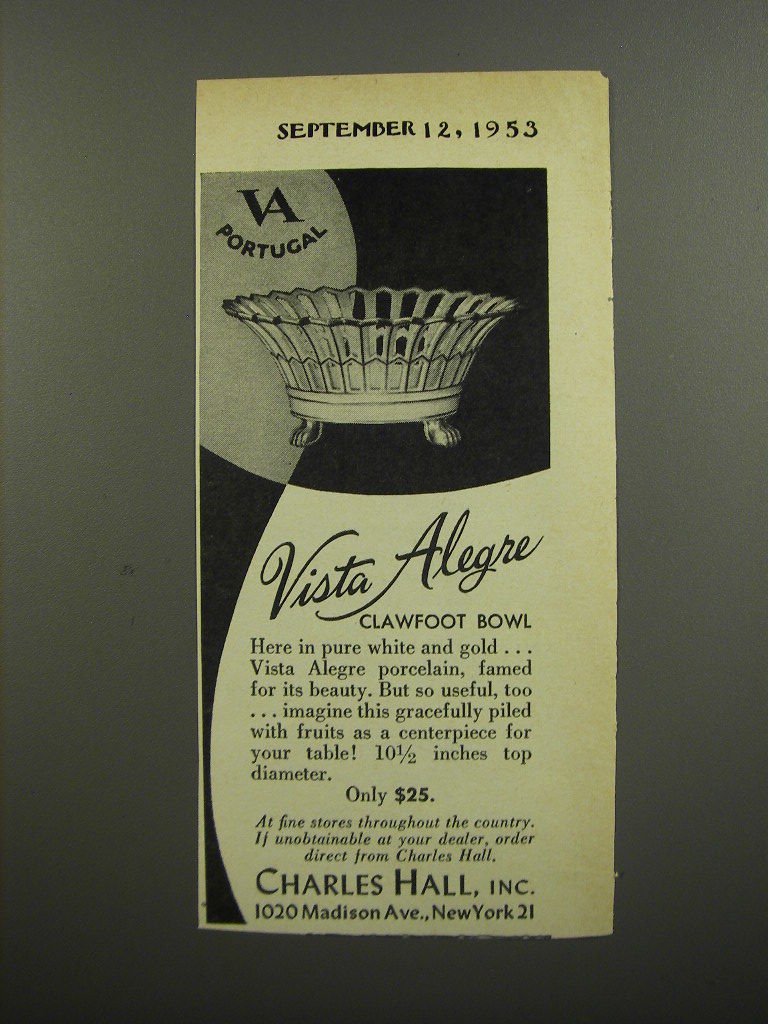 SEPTEMBER 12, 1953
VA
PORTUGAL
Vista Alegre
CLAWFOOT BOWL
Here in pure white and gold . . .
Vista Alegre porcelain, famed
for its beauty. But so useful, too
. . . imagine this gracefully piled
with fruits as a centerpiece for
your table! 10½ inches top
diameter.
Only $25.
At fine stores throughout the country.
If unobtainable at your dealer, order
direct from Charles Hall.
CHARLES HALL, INC.
1020 Madison Ave., New York 21